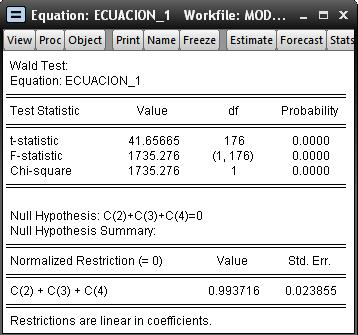 Equation: ECUACION_1 Workfile: MOD...
View Proc Object Print Name Freeze Estimate Forecast Stats
Wald Test:
Equation: ECUACION_1
Test Statistic Value df Probability
t-statistic 41.65665 176 0.0000
F-statistic 1735.276 (1, 176) 0.0000
Chi-square 1735.276 1 0.0000
Null Hypothesis: C(2)+C(3)+C(4)=0
Null Hypothesis Summary:
Normalized Restriction (= 0) Value Std. Err.
C(2) + C(3) + C(4) 0.993716 0.023855
Restrictions are linear in coefficients.